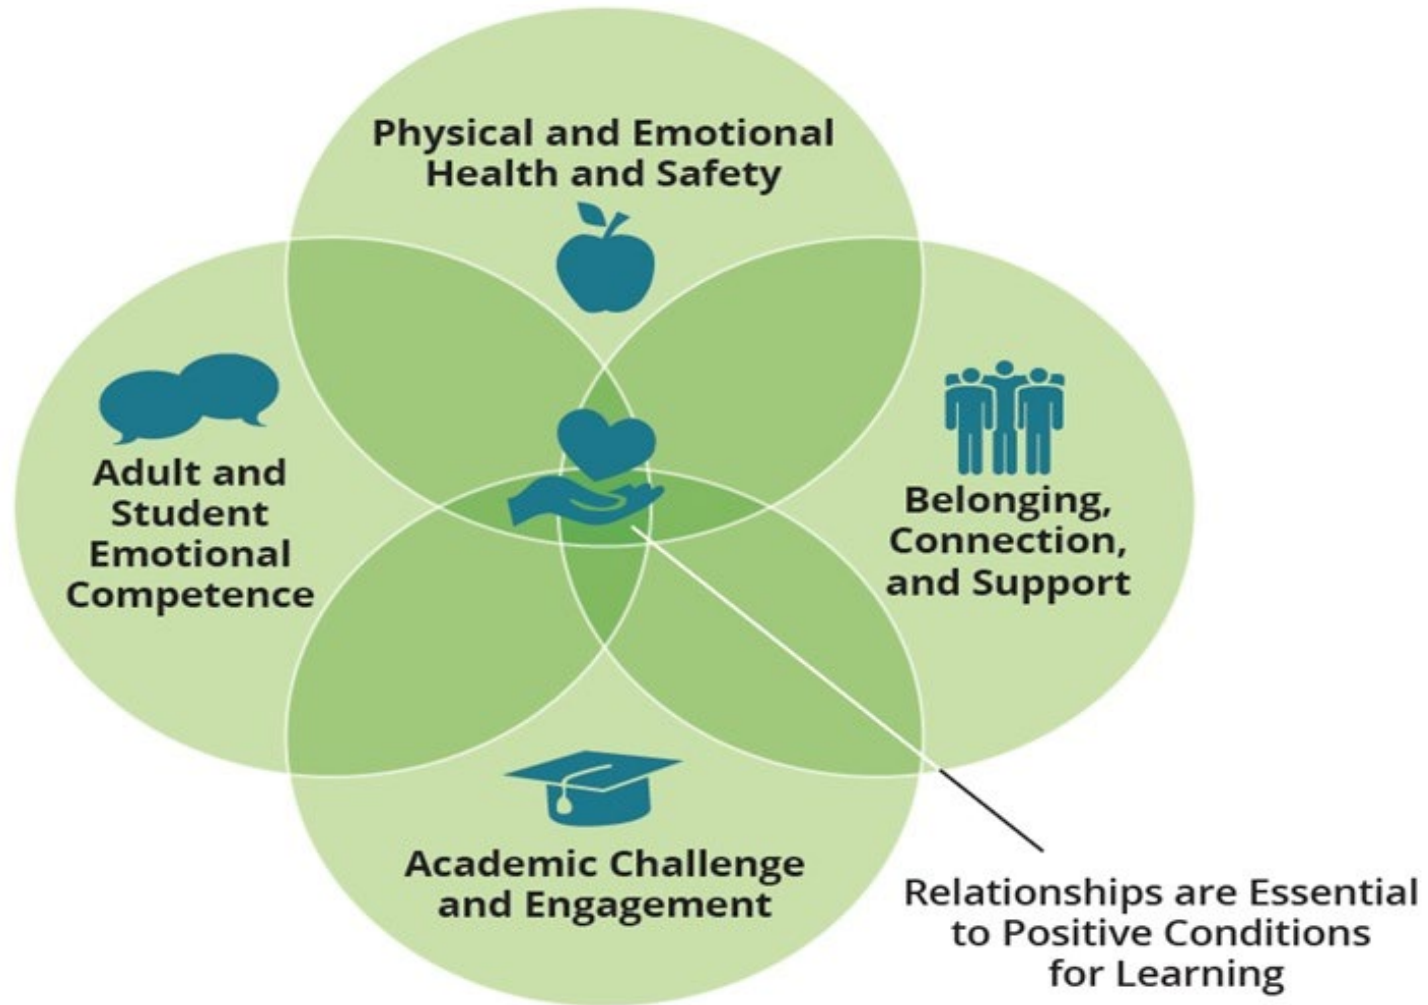 Physical and Emotional
Health and Safety
Adult and
Student
Emotional
Competence
Belonging,
Connection,
and Support
Academic Challenge
and Engagement
Relationships are Essential
to Positive Conditions
for Learning